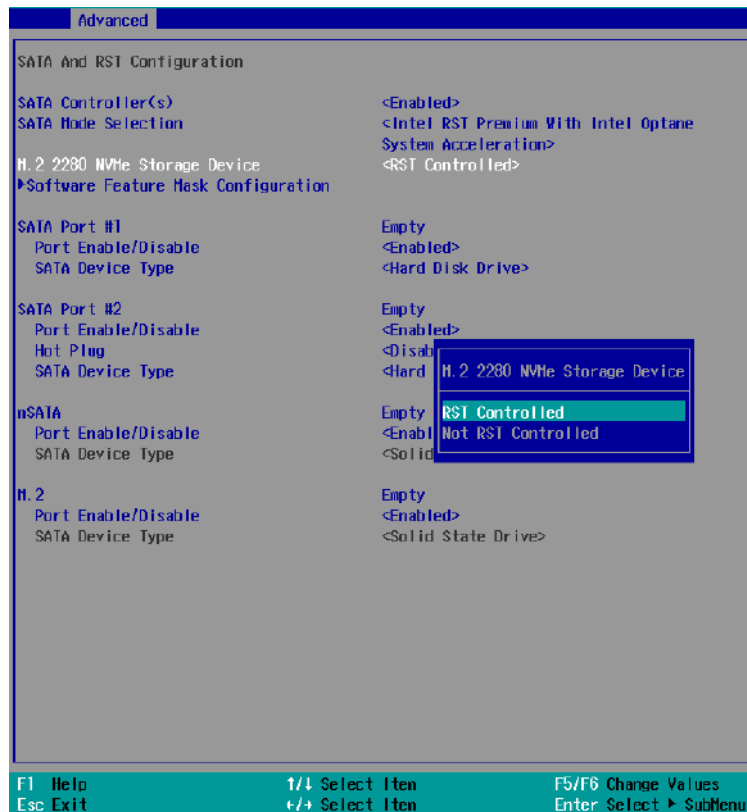 Advanced
SATA And RST Configuration
SATA Controller(s) <Enabled>
SATA Mode Selection <Intel RST Premium With Intel Optane
System Acceleration>
M.2 2280 NVMe Storage Device <RST Controlled>
▶Software Feature Mask Configuration
SATA Port #1 Empty
Port Enable/Disable <Enabled>
SATA Device Type <Hard Disk Drive>
SATA Port #2 Empty
Port Enable/Disable <Enabled>
Hot Plug <Disab
SATA Device Type <Hard
M.2 2280 NVMe Storage Device
mSATA Empty
RST Controlled
Port Enable/Disable <Enabl
Not RST Controlled
SATA Device Type <Solid
M.2 Empty
Port Enable/Disable <Enabled>
SATA Device Type <Solid State Drive>
F1 Help ↑/↓ Select Item F5/F6 Change Values
Esc Exit ←/→ Select Item Enter Select ▶ SubMenu